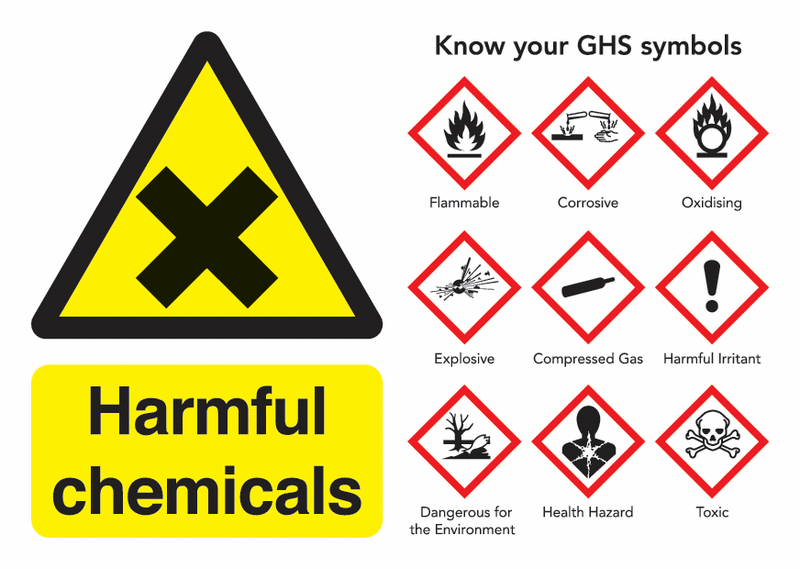 Know your GHS symbols
Flammable
Corrosive
Oxidising
Explosive
Compressed Gas
Harmful Irritant
Dangerous for
the Environment
Health Hazard
Toxic
Harmful
chemicals